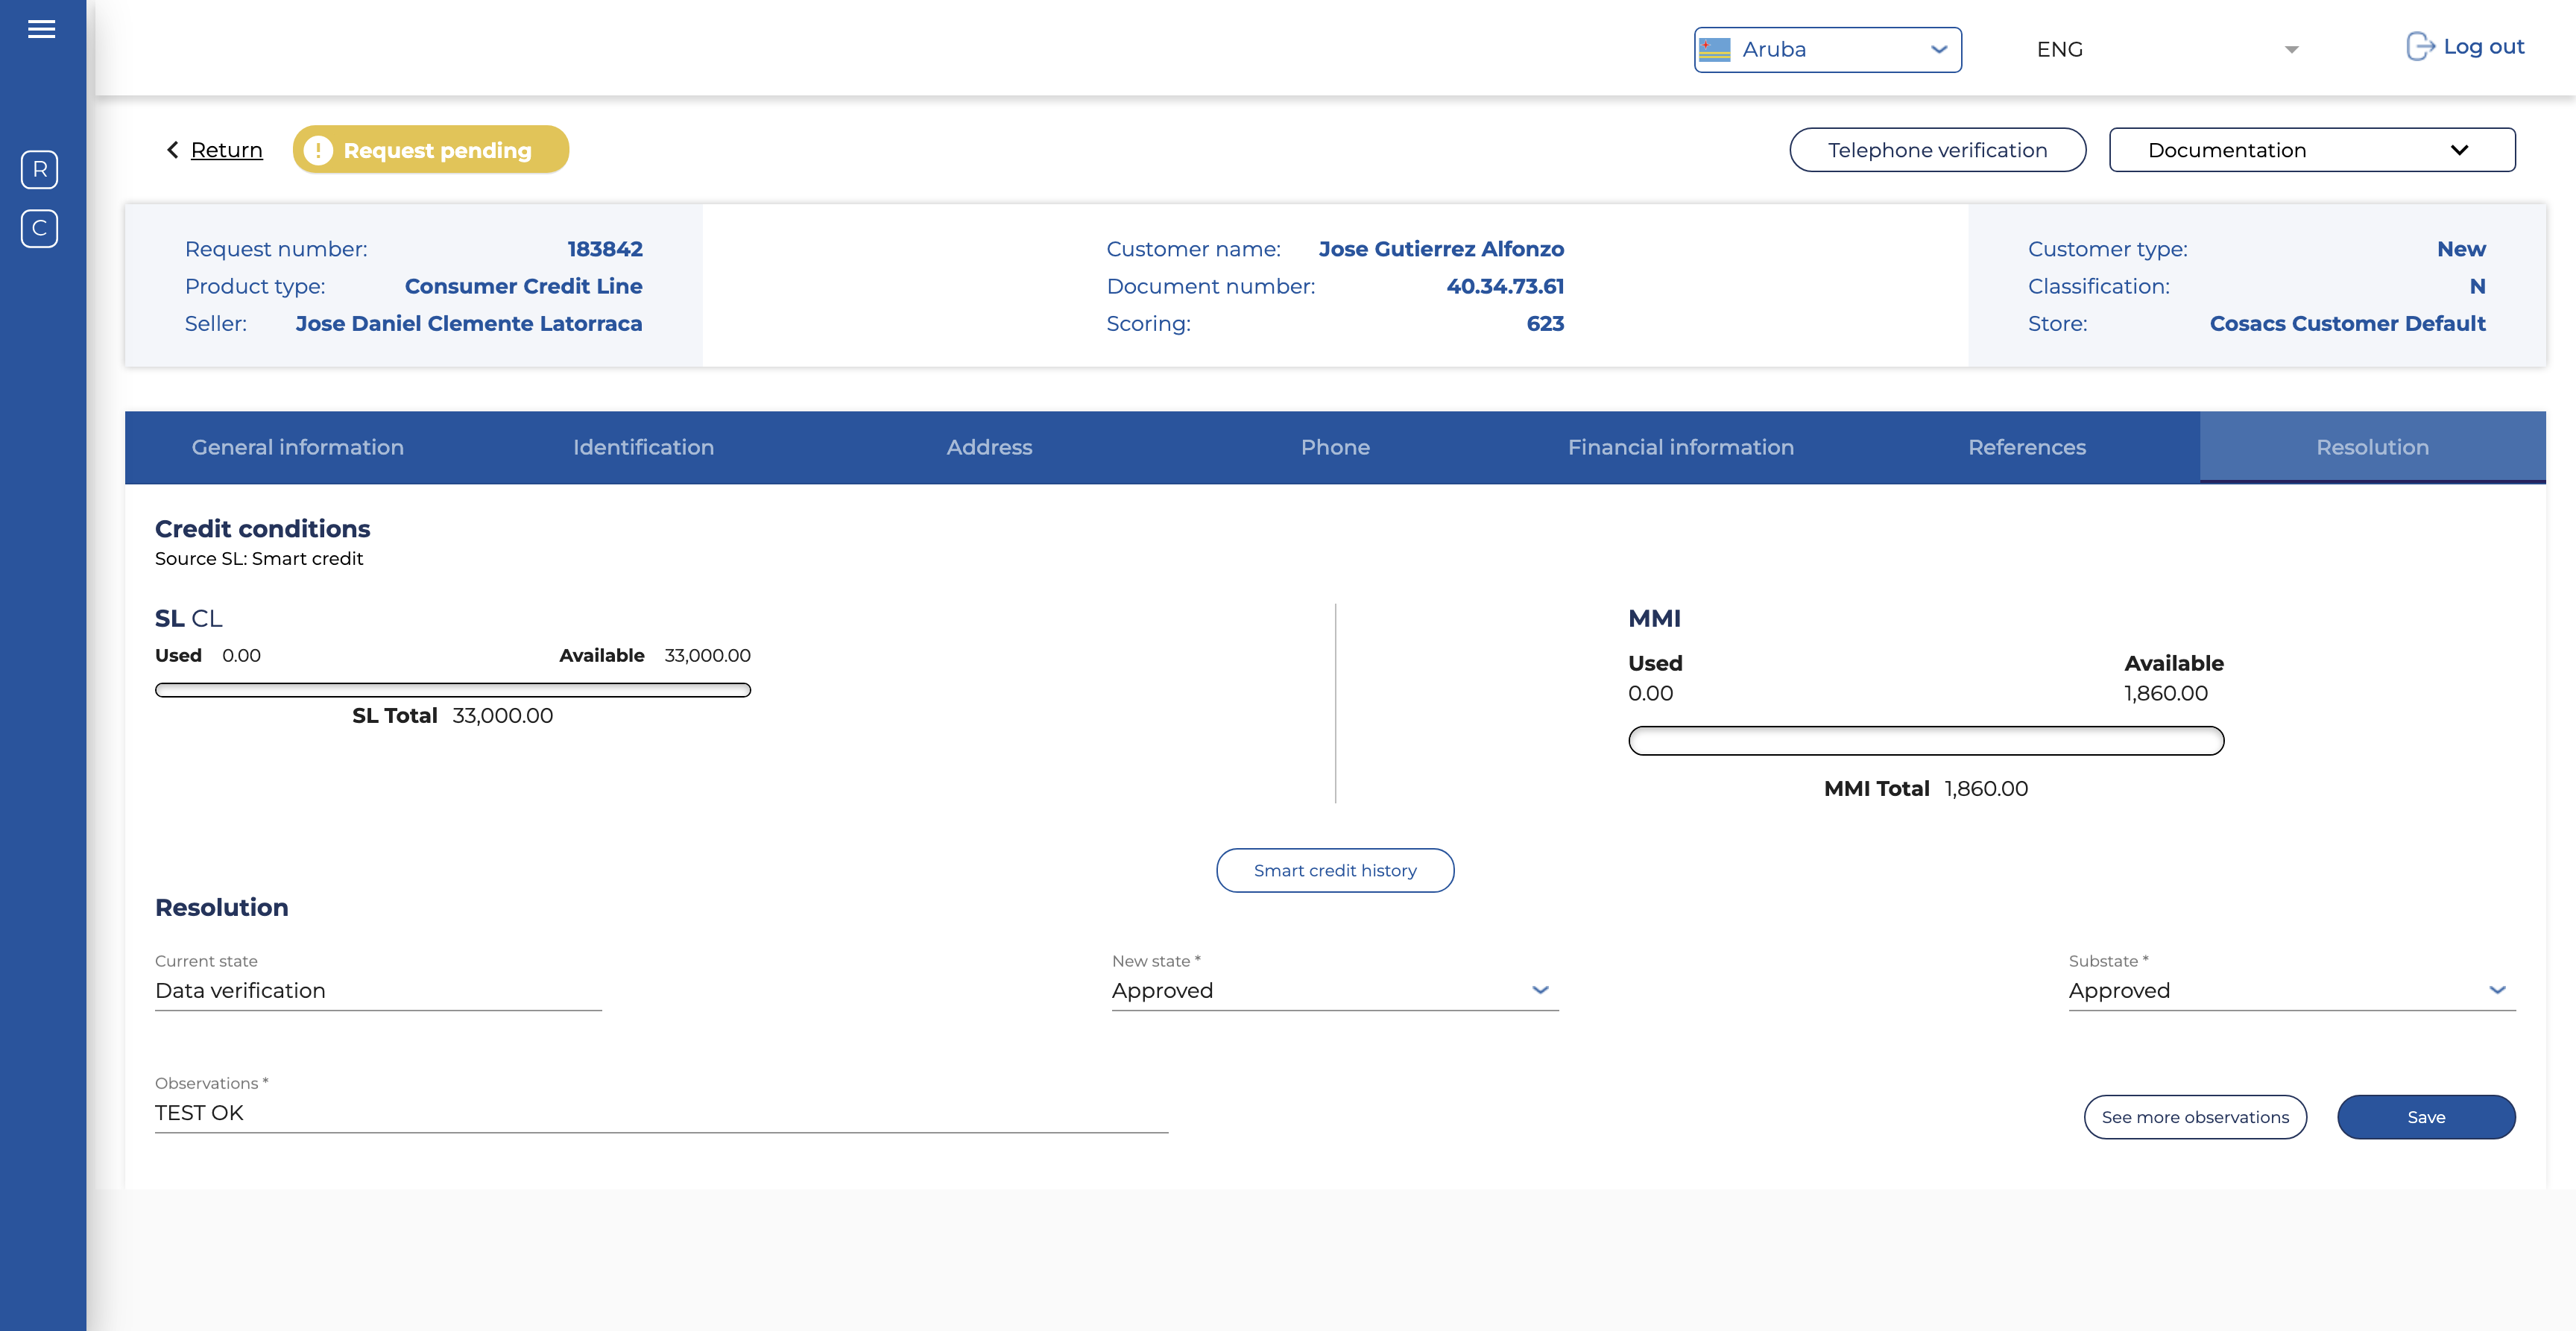 Aruba
ENG
Log out
R
C
Return
Request pending
Telephone verification
Documentation
Request number: 183842
Product type: Consumer Credit Line
Seller: Jose Daniel Clemente Latorraca
Customer name: Jose Gutierrez Alfonzo
Document number: 40.34.73.61
Scoring: 623
Customer type: New
Classification: N
Store: Cosacs Customer Default
General information
Identification
Address
Phone
Financial information
References
Resolution
Credit conditions
Source SL: Smart credit
SL CL
Used 0.00 Available 33,000.00
SL Total 33,000.00
MMI
Used Available
0.00 1,860.00
MMI Total 1,860.00
Smart credit history
Resolution
Current state
Data verification
New state *
Approved
Substate *
Approved
Observations *
TEST OK
See more observations
Save